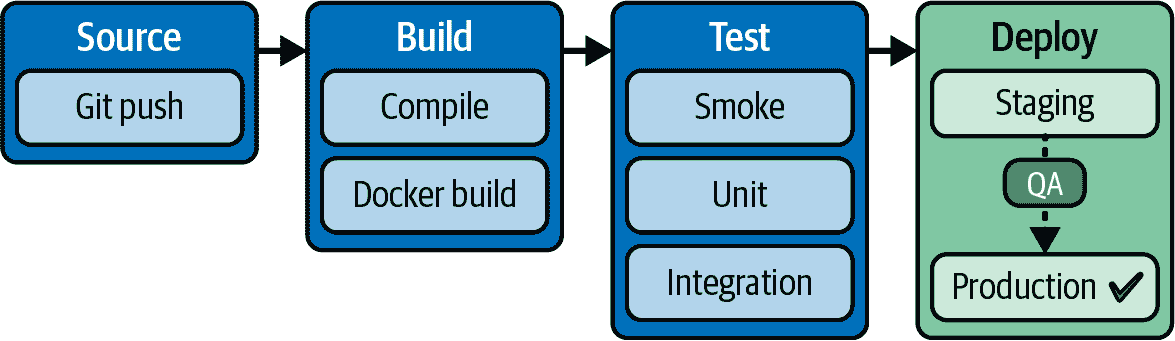 Source
Git push
Build
Compile
Docker build
Test
Smoke
Unit
Integration
Deploy
Staging
QA
Production ✔